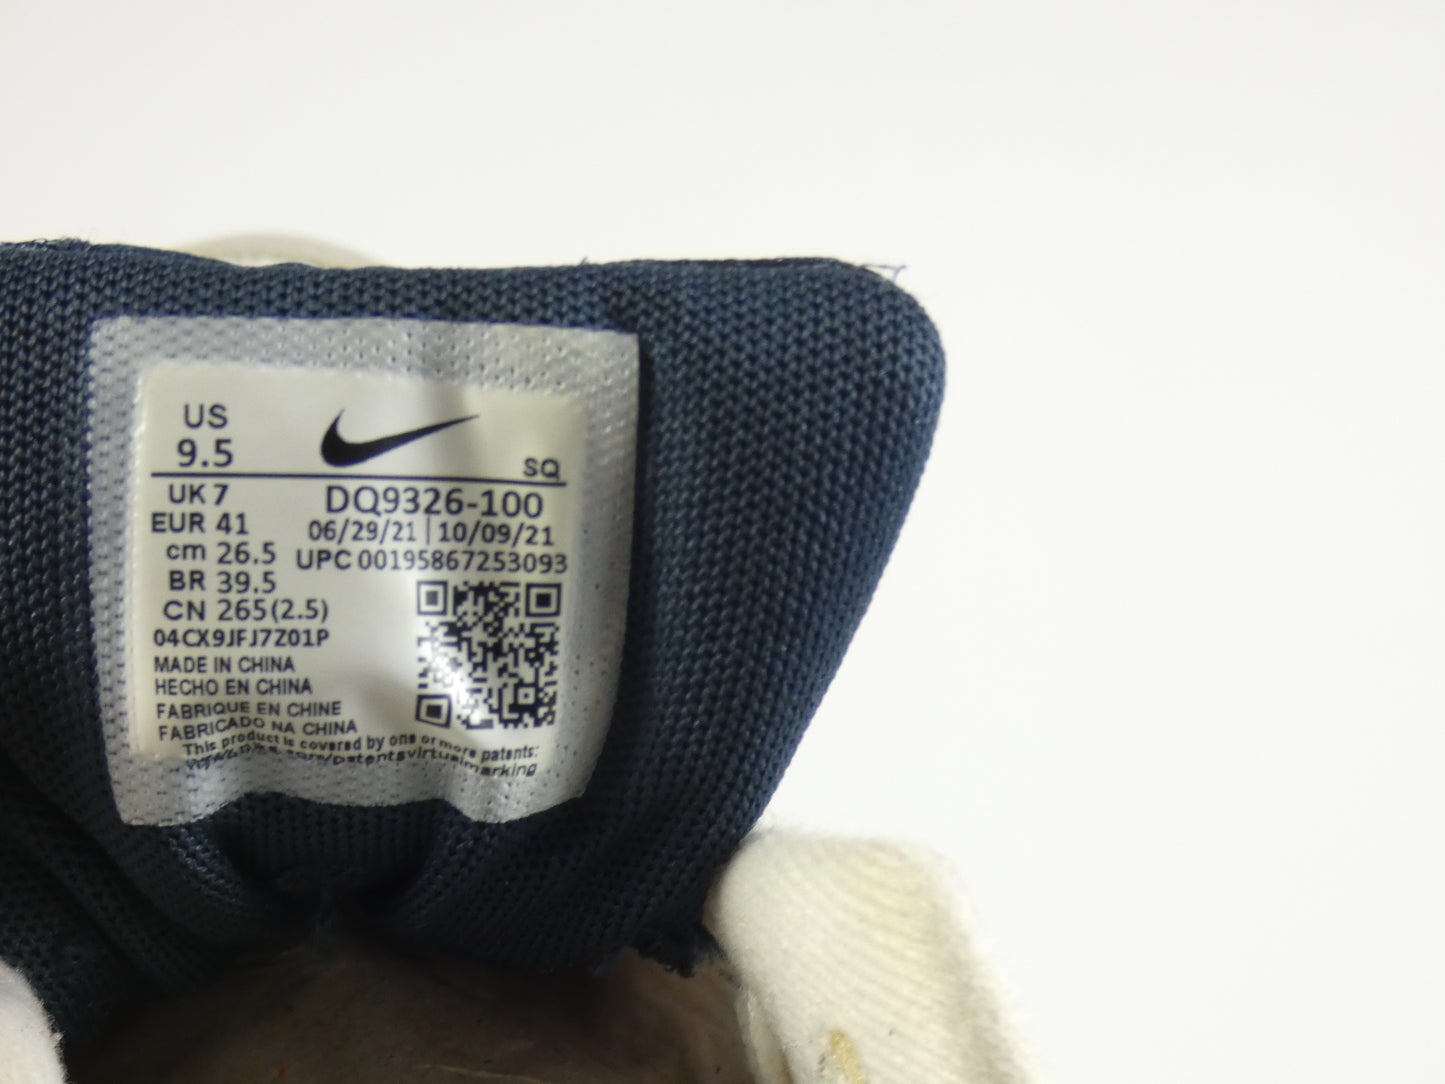 US
9.5
SQ
UK 7
DQ9326-100
EUR 41
06/29/21 | 10/09/21
cm 26.5
UPC 00195867253093
BR 39.5
CN 265(2.5)
04CX9JFJ7Z01P
MADE IN CHINA
HECHO EN CHINA
FABRIQUE EN CHINE
FABRICADO NA CHINA
This product is covered by one or more patents: